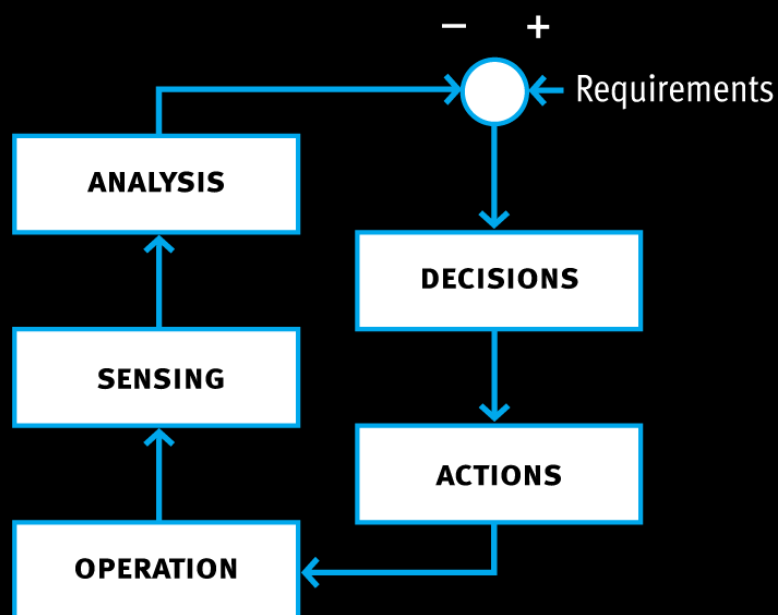 − +
Requirements
ANALYSIS
DECISIONS
SENSING
ACTIONS
OPERATION